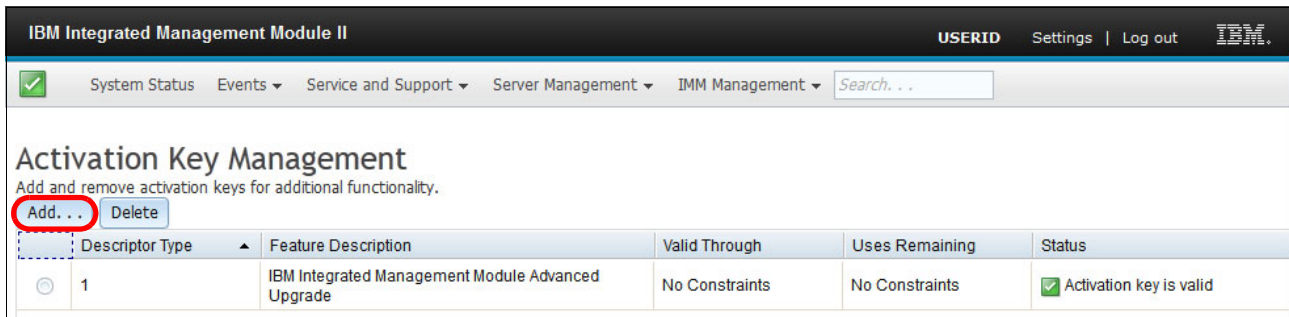 IBM Integrated Management Module II
USERID Settings | Log out IBM.
System Status Events Service and Support Server Management IMM Management Search. . .
Activation Key Management
Add and remove activation keys for additional functionality.
Add. . . Delete
Descriptor Type Feature Description Valid Through Uses Remaining Status
1 IBM Integrated Management Module Advanced Upgrade No Constraints No Constraints Activation key is valid